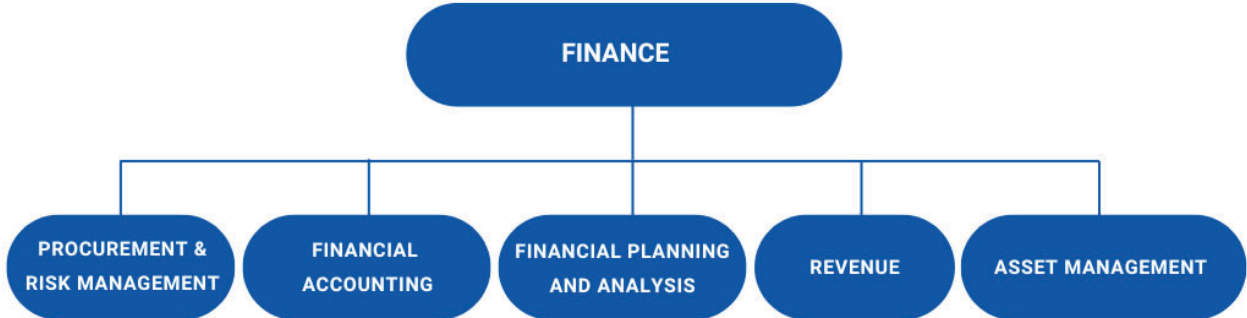 FINANCE
PROCUREMENT &
RISK MANAGEMENT
FINANCIAL
ACCOUNTING
FINANCIAL PLANNING
AND ANALYSIS
REVENUE
ASSET MANAGEMENT